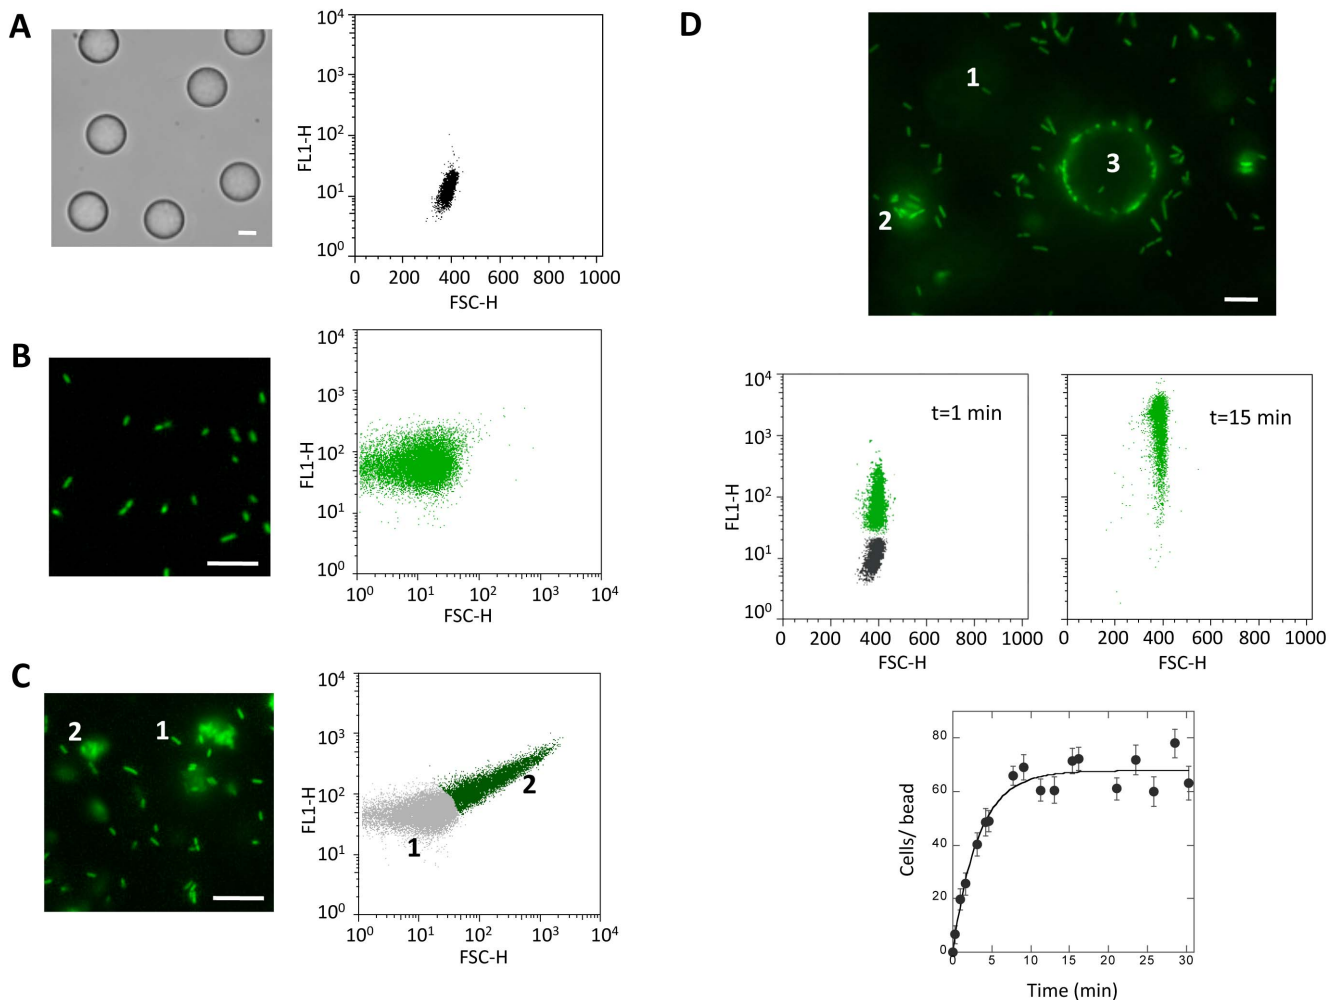 A
FL1-H
10⁴
10³
10²
10¹
10⁰
0 200 400 600 800 1000
FSC-H
B
FL1-H
10⁴
10³
10²
10¹
10⁰
10⁰ 10¹ 10² 10³ 10⁴
FSC-H
C
2
1
FL1-H
10⁴
10³
10²
10¹
10⁰
2
1
10⁰ 10¹ 10² 10³ 10⁴
FSC-H
D
1
3
2
FL1-H
10⁴
10³
10²
10¹
10⁰
t=1 min
0 200 400 600 800 1000
FSC-H
t=15 min
0 200 400 600 800 1000
FSC-H
Cells/ bead
80
60
40
20
0
0 5 10 15 20 25 30
Time (min)